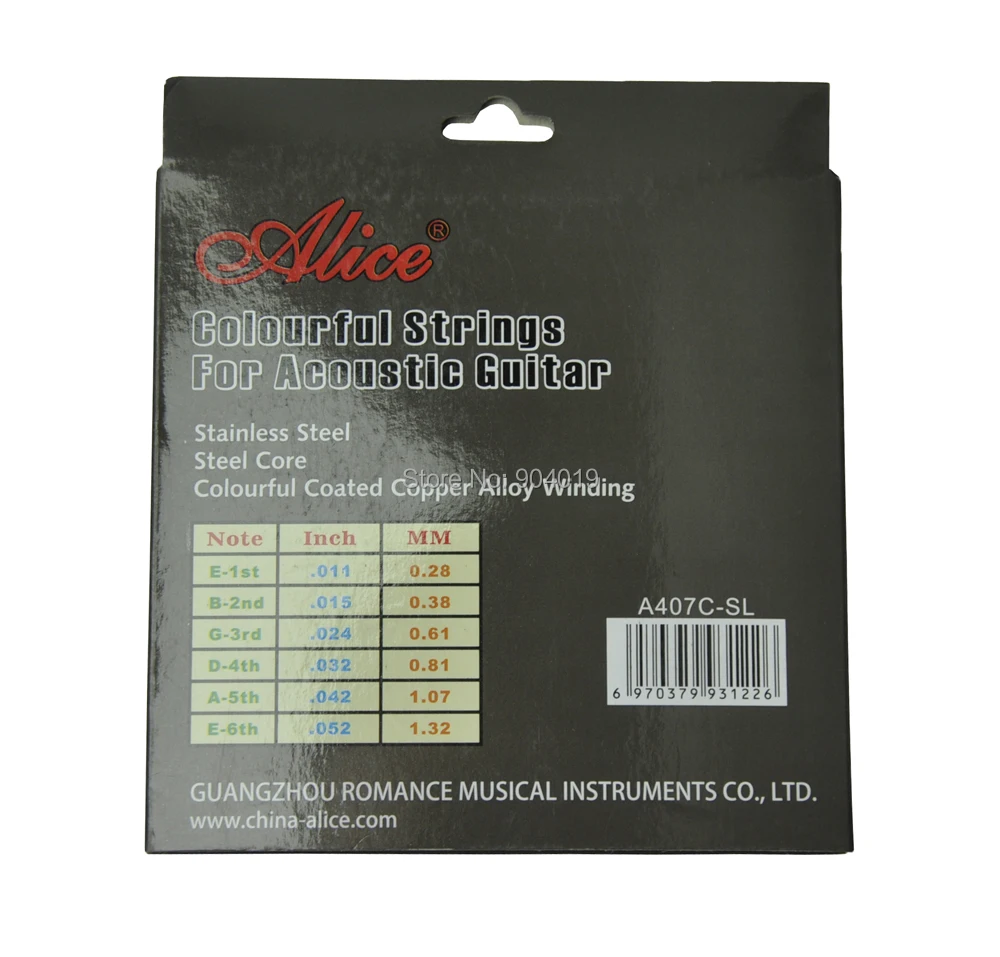 Alice®
Colourful Strings
For Acoustic Guitar
Stainless Steel
Steel Core
Store No: 904019
Colourful Coated Copper Alloy Winding
Note Inch MM
E-1st .011 0.28
B-2nd .015 0.38
G-3rd .024 0.61
D-4th .032 0.81
A-5th .042 1.07
E-6th .052 1.32
A407C-SL
6 970379 931226
GUANGZHOU ROMANCE MUSICAL INSTRUMENTS CO., LTD.
www.china-alice.com